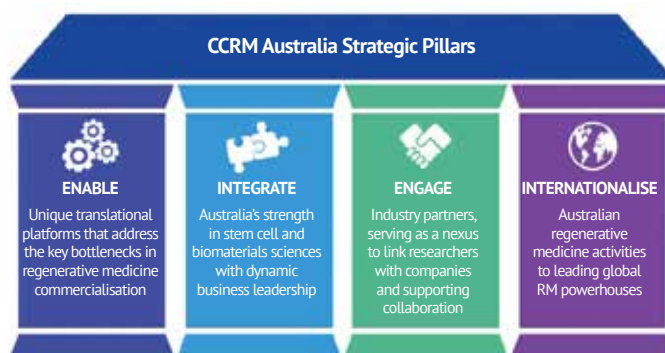 CCRM Australia Strategic Pillars
ENABLE
Unique translational
platforms that address
the key bottlenecks in
regenerative medicine
commercialisation
INTEGRATE
Australia's strength
in stem cell and
biomaterials sciences
with dynamic
business leadership
ENGAGE
Industry partners,
serving as a nexus
to link researchers
with companies
and supporting
collaboration
INTERNATIONALISE
Australian
regenerative
medicine activities
to leading global
RM powerhouses